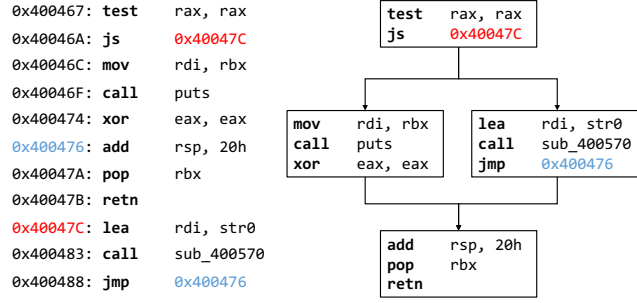 0x400467: test rax, rax
0x40046A: js 0x40047C
0x40046C: mov rdi, rbx
0x40046F: call puts
0x400474: xor eax, eax
0x400476: add rsp, 20h
0x40047A: pop rbx
0x40047B: retn
0x40047C: lea rdi, str0
0x400483: call sub_400570
0x400488: jmp 0x400476
test rax, rax
js 0x40047C
mov rdi, rbx
call puts
xor eax, eax
lea rdi, str0
call sub_400570
jmp 0x400476
add rsp, 20h
pop rbx
retn